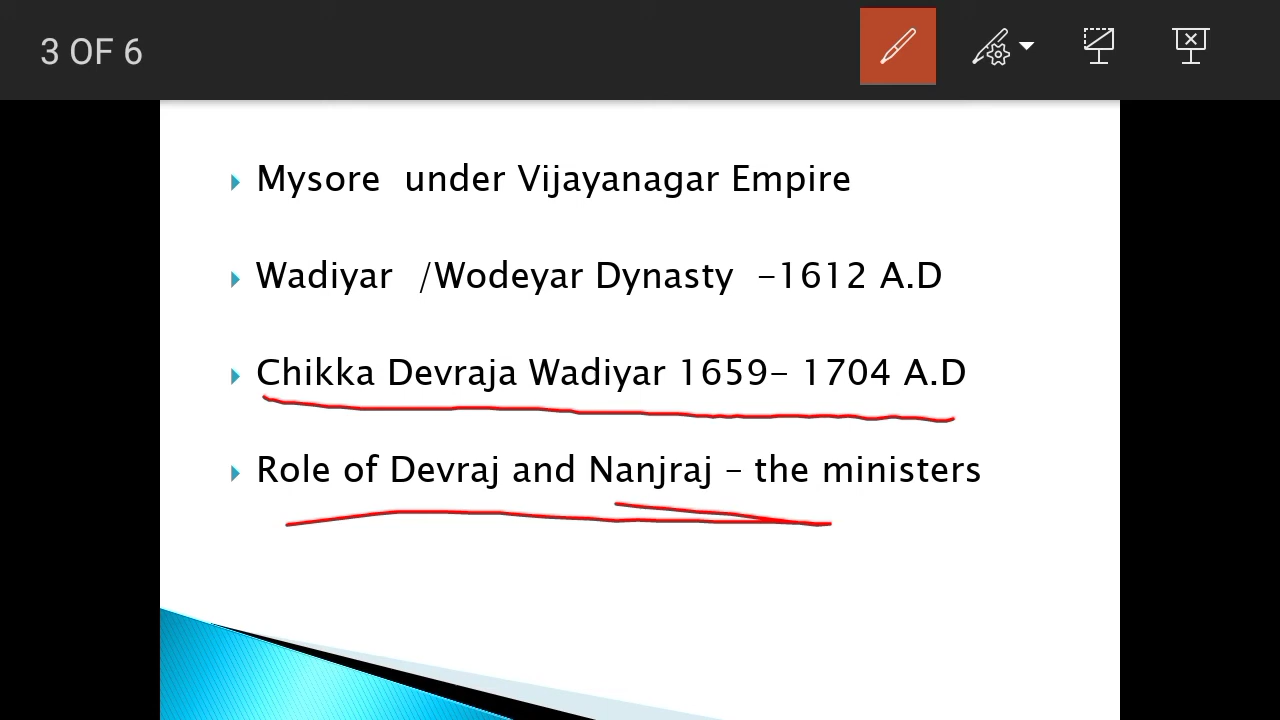 3 OF 6
Mysore under Vijayanagar Empire
Wadiyar /Wodeyar Dynasty -1612 A.D
Chikka Devraja Wadiyar 1659- 1704 A.D
Role of Devraj and Nanjraj – the ministers